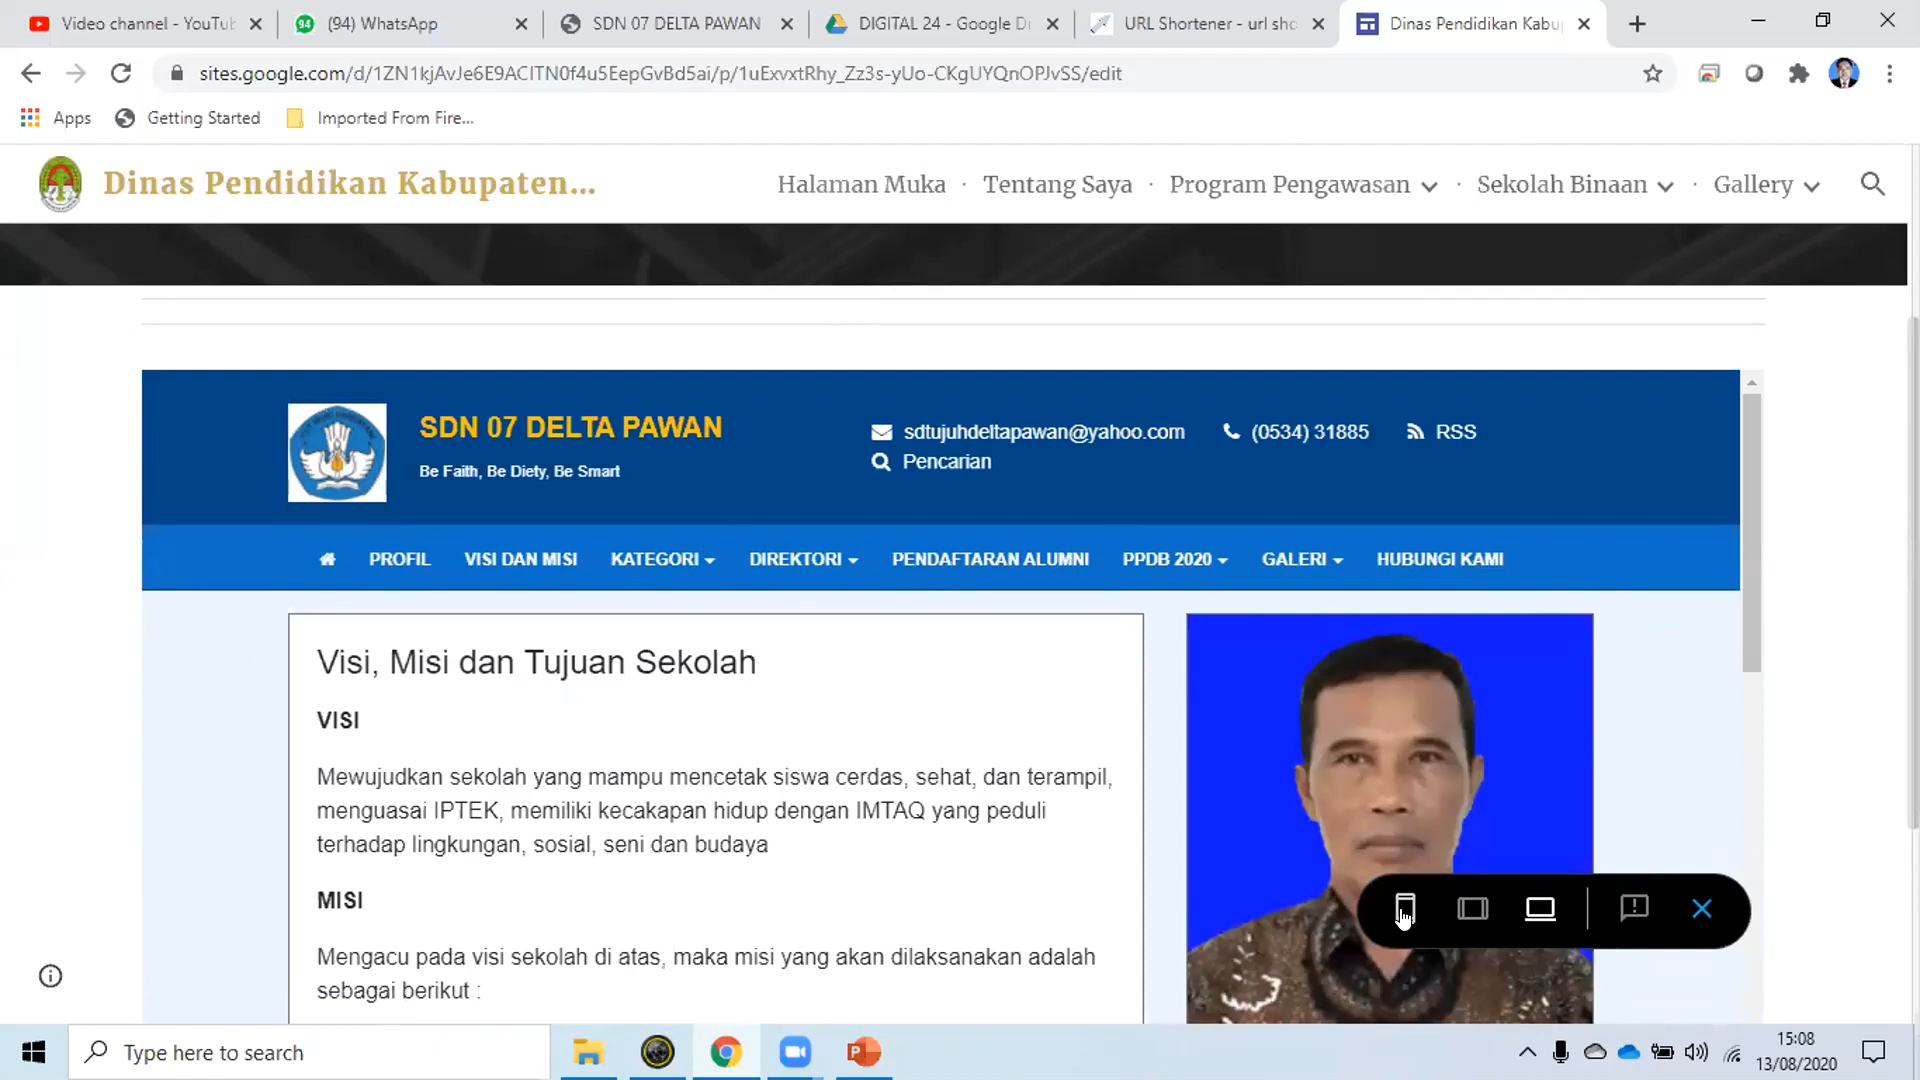 Video channel - YouTub
(94) WhatsApp
SDN 07 DELTA PAWAN
DIGITAL 24 - Google Dr
URL Shortener - url sho
Dinas Pendidikan Kabup
sites.google.com/d/1ZN1kjAvJe6E9ACITN0f4u5EepGvBd5ai/p/1uExvxtRhy_Zz3s-yUo-CKgUYQnOPJvSS/edit
Apps
Getting Started
Imported From Fire...
Dinas Pendidikan Kabupaten...
Halaman Muka · Tentang Saya · Program Pengawasan · Sekolah Binaan · Gallery
SDN 07 DELTA PAWAN
Be Faith, Be Diety, Be Smart
sdtujuhdeltapawan@yahoo.com (0534) 31885 RSS
Pencarian
PROFIL VISI DAN MISI KATEGORI DIREKTORI PENDAFTARAN ALUMNI PPDB 2020 GALERI HUBUNGI KAMI
Visi, Misi dan Tujuan Sekolah
VISI
Mewujudkan sekolah yang mampu mencetak siswa cerdas, sehat, dan terampil,
menguasai IPTEK, memiliki kecakapan hidup dengan IMTAQ yang peduli
terhadap lingkungan, sosial, seni dan budaya
MISI
Mengacu pada visi sekolah di atas, maka misi yang akan dilaksanakan adalah
sebagai berikut :
Type here to search
15:08
13/08/2020